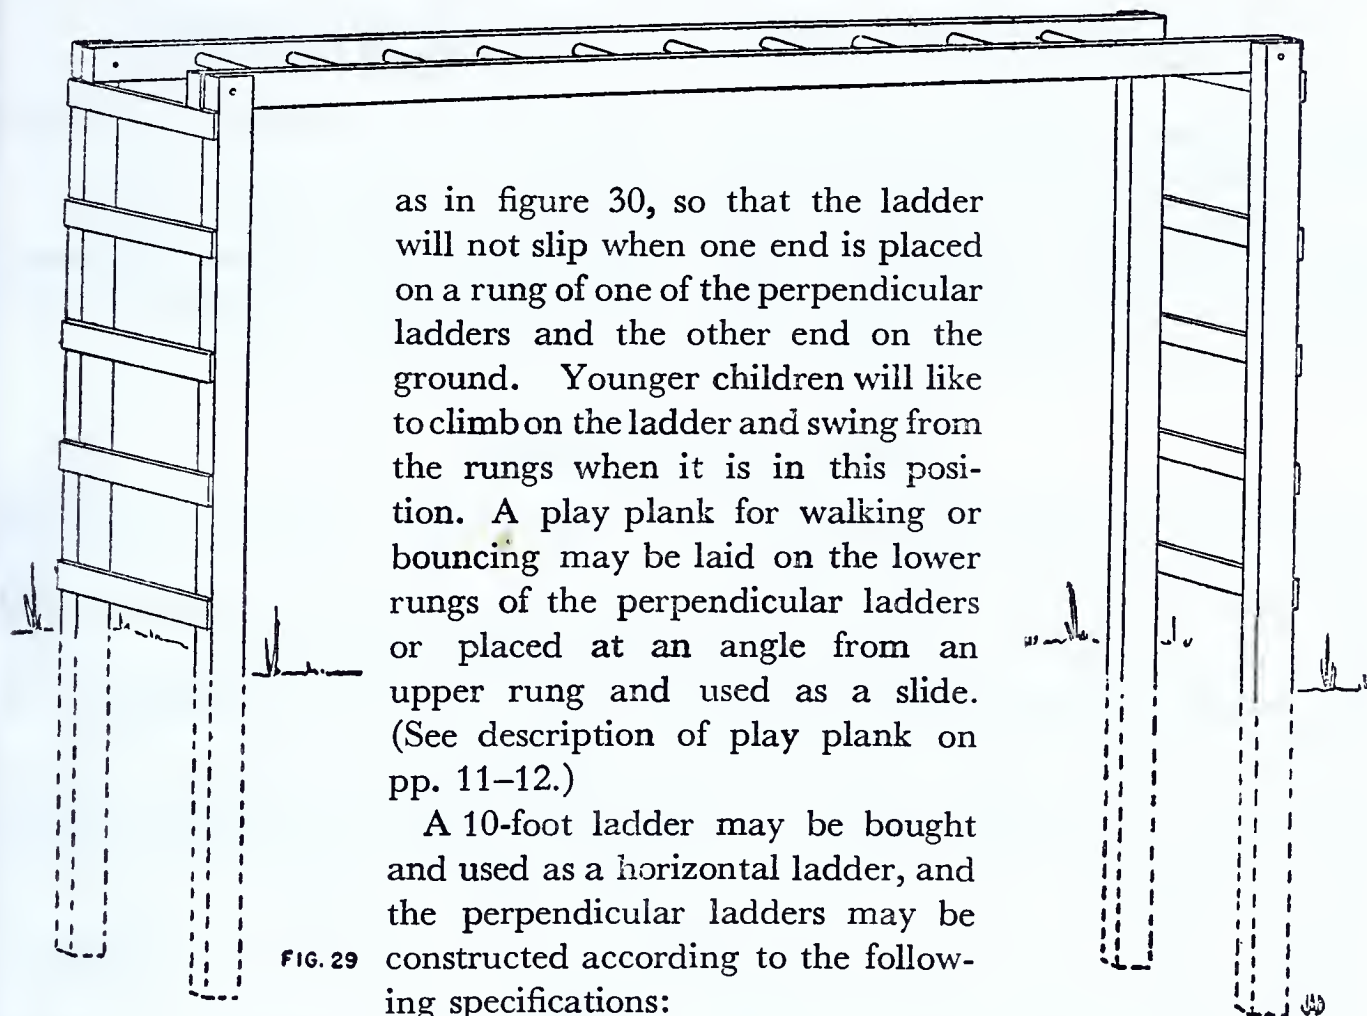 as in figure 30, so that the ladder
will not slip when one end is placed
on a rung of one of the perpendicular
ladders and the other end on the
ground. Younger children will like
to climb on the ladder and swing from
the rungs when it is in this posi-
tion. A play plank for walking or
bouncing may be laid on the lower
rungs of the perpendicular ladders
or placed at an angle from an
upper rung and used as a slide.
(See description of play plank on
pp. 11–12.)
A 10-foot ladder may be bought
and used as a horizontal ladder, and
the perpendicular ladders may be
constructed according to the follow-
ing specifications:
FIG. 29